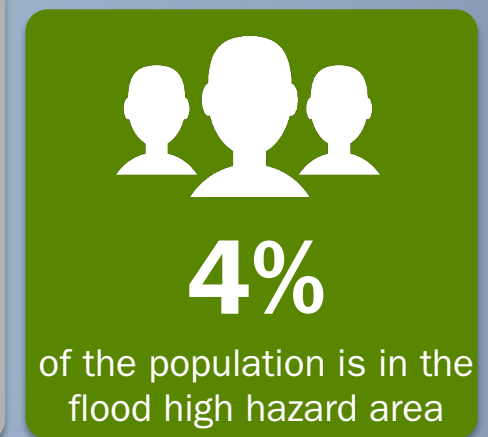 4%
of the population is in the
flood high hazard area